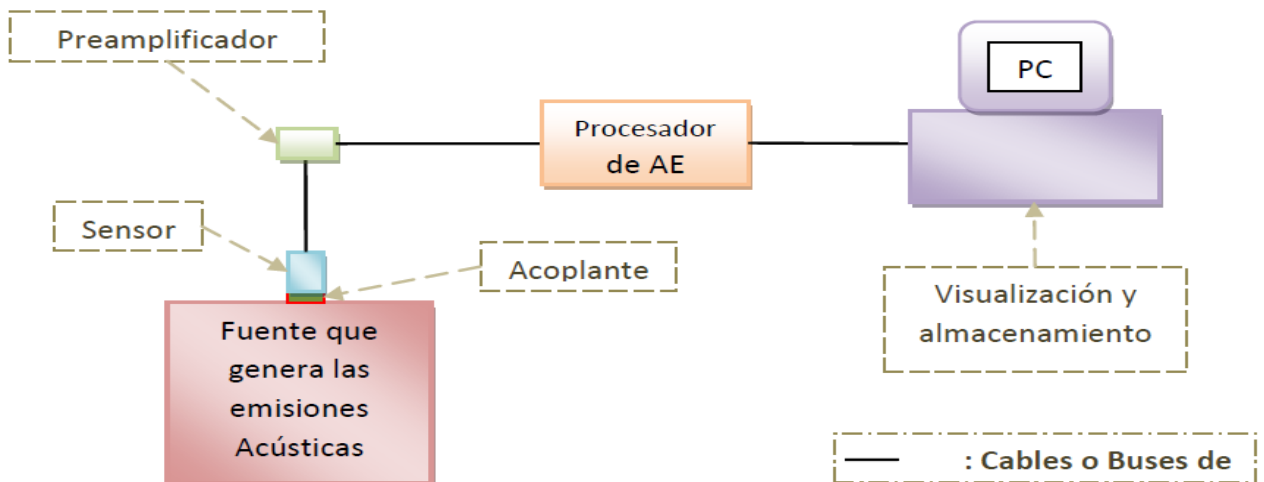 Preamplificador
PC
Procesador
de AE
Sensor
Acoplante
Visualización y
almacenamiento
Fuente que
genera las
emisiones
Acústicas
: Cables o Buses de